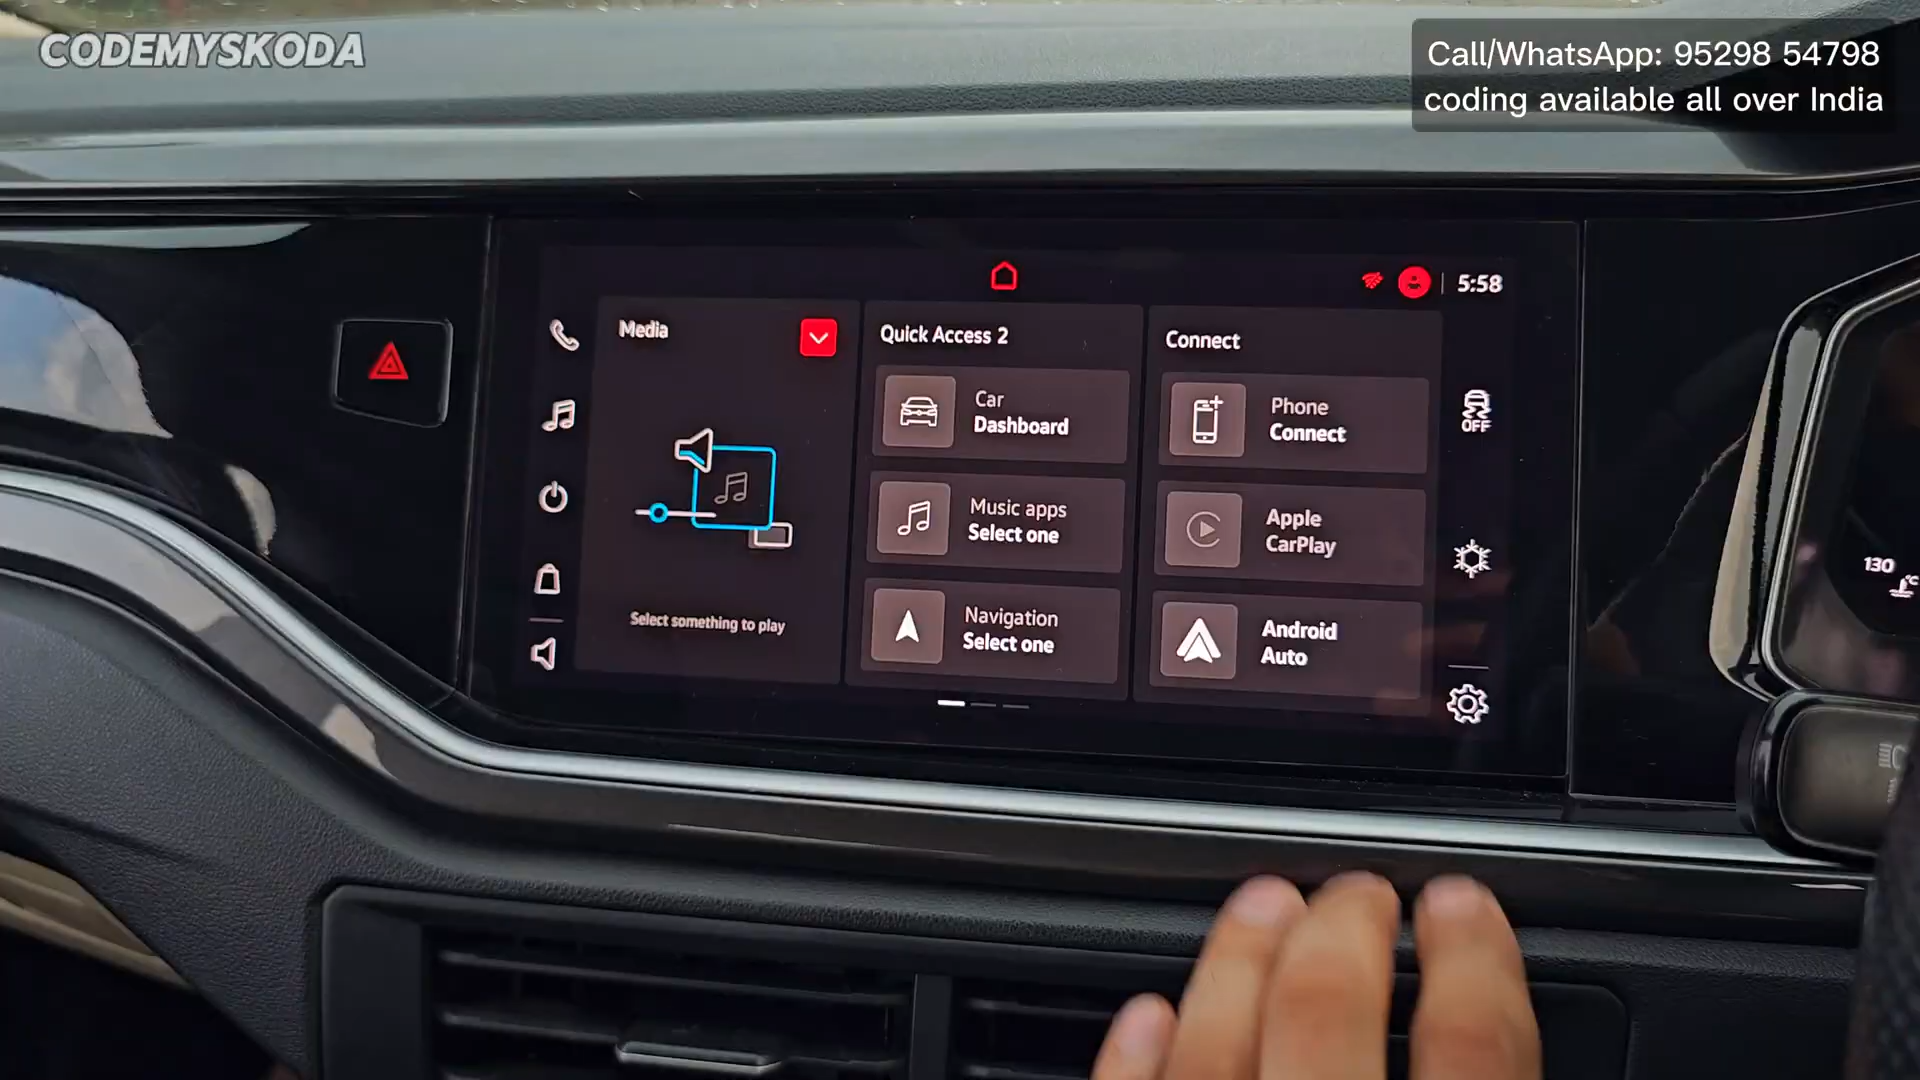 CODEMYSKODA
Call/WhatsApp: 95298 54798
coding available all over India
5:58
Media
Quick Access 2
Connect
Car
Dashboard
Phone
Connect
OFF
Music apps
Select one
Apple
CarPlay
Navigation
Select one
Android
Auto
Select something to play
130
°C